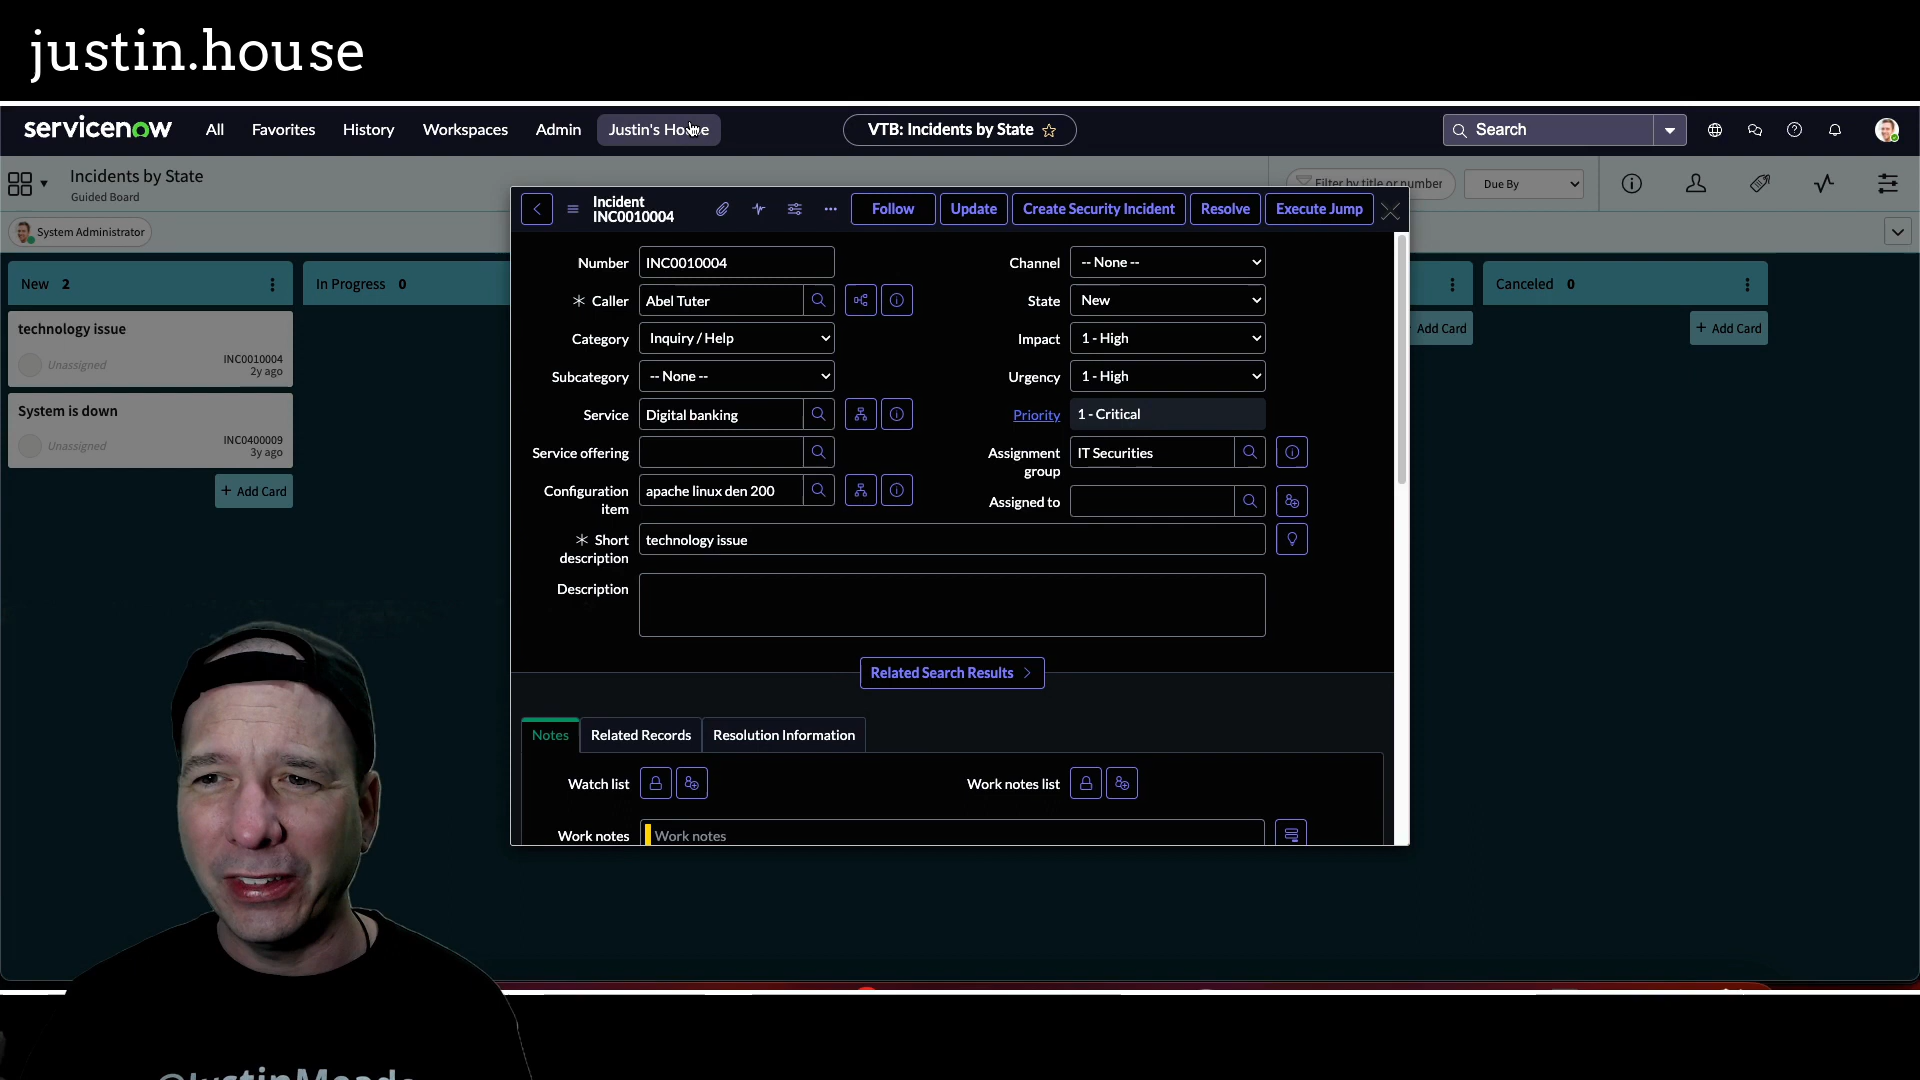 justin.house
servicenow
All
Favorites
History
Workspaces
Admin
Justin's House
VTB: Incidents by State
Search
Incidents by State
Guided Board
Filter by title or number
Due By
System Administrator
New 2
In Progress 0
Canceled 0
technology issue
Unassigned
INC0010004
2y ago
System is down
Unassigned
INC0400009
3y ago
+ Add Card
Add Card
+ Add Card
Incident
INC0010004
Follow
Update
Create Security Incident
Resolve
Execute Jump
Number
INC0010004
Channel
-- None --
Caller
Abel Tuter
State
New
Category
Inquiry / Help
Impact
1 - High
Subcategory
-- None --
Urgency
1 - High
Service
Digital banking
Priority
1 - Critical
Service offering
Assignment
group
IT Securities
Configuration
item
apache linux den 200
Assigned to
Short
description
technology issue
Description
Related Search Results
Notes
Related Records
Resolution Information
Watch list
Work notes list
Work notes
Work notes